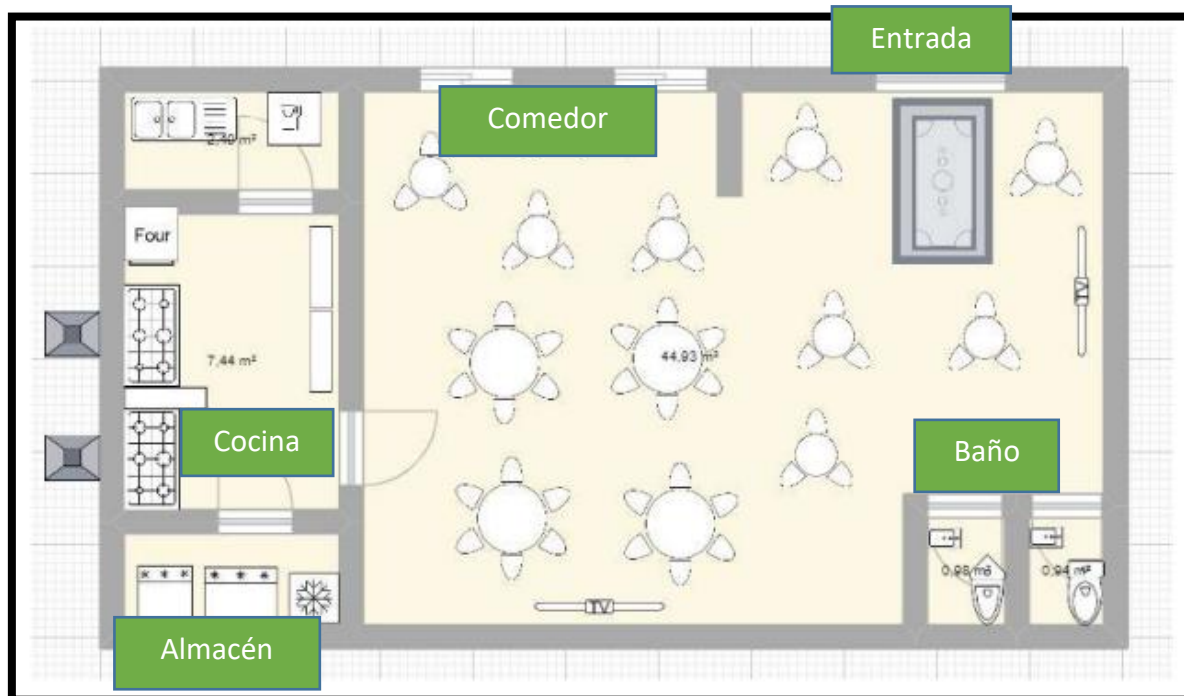 Entrada
Comedor
2,40 m²
Four
7,44 m²
44,93 m²
TV
Cocina
Baño
0,98 m²
0,94 m²
TV
Almacén